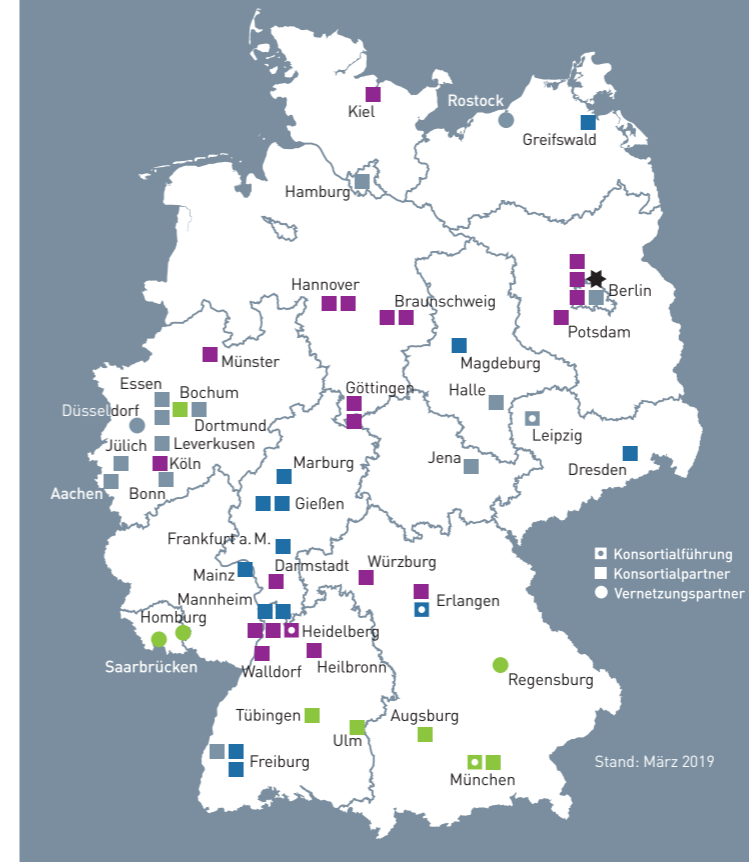 Rostock
Kiel
Greifswald
Hamburg
Hannover
Braunschweig
Berlin
Potsdam
Münster
Magdeburg
Essen
Bochum
Göttingen
Halle
Düsseldorf
Dortmund
Leipzig
Jülich
Leverkusen
Köln
Marburg
Jena
Dresden
Aachen
Bonn
Gießen
Frankfurt a. M.
Konsortialführung
Mainz
Darmstadt
Würzburg
Konsortialpartner
Mannheim
Erlangen
Vernetzungspartner
Homburg
Heidelberg
Saarbrücken
Walldorf
Heilbronn
Regensburg
Tübingen
Augsburg
Ulm
Freiburg
Stand: März 2019
München